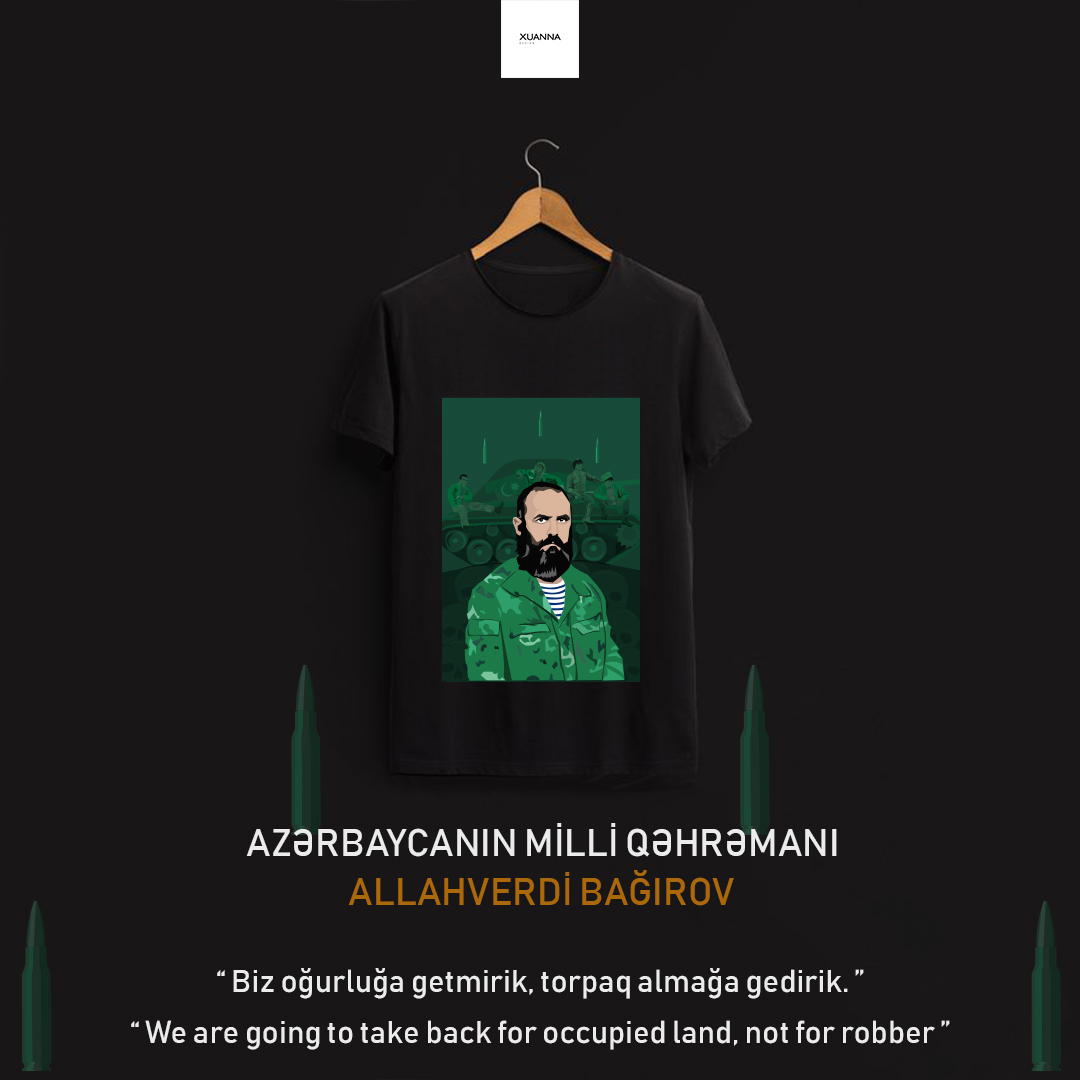 XUANNA
DESIGN
AZƏRBAYCANIN MİLLİ QƏHRƏMANI
ALLAHVERDİ BAĞIROV
“ Biz oğurluğa getmirik, torpaq almağa gedirik. ”
“ We are going to take back for occupied land, not for robber ”